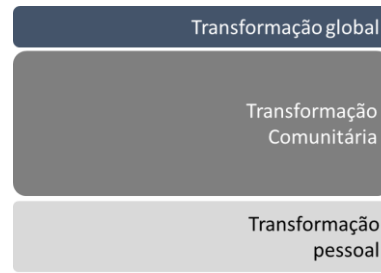 Transformação global
Transformação
Comunitária
Transformação
pessoal